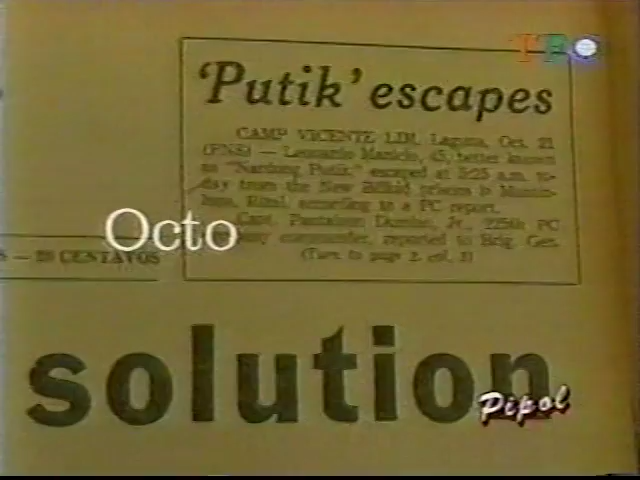 TFC
'Putik' escapes
CAMP VICENTE LIM, Laguna, Oct. 21
(PNS) — Leonardo Manicio, 45, better known
as "Nardong Putik," escaped at 3:25 a.m. to-
day from the New Bilibid prisons in Muntin-
lupa, Rizal, according to a PC report.
Capt. Pantaleon Dumlao, Jr., 225th PC
company commander, reported to Brig. Gen.
(Turn to page 2, col. 3)
Octo
S — 20 CENTAVOS
solution
Pipol